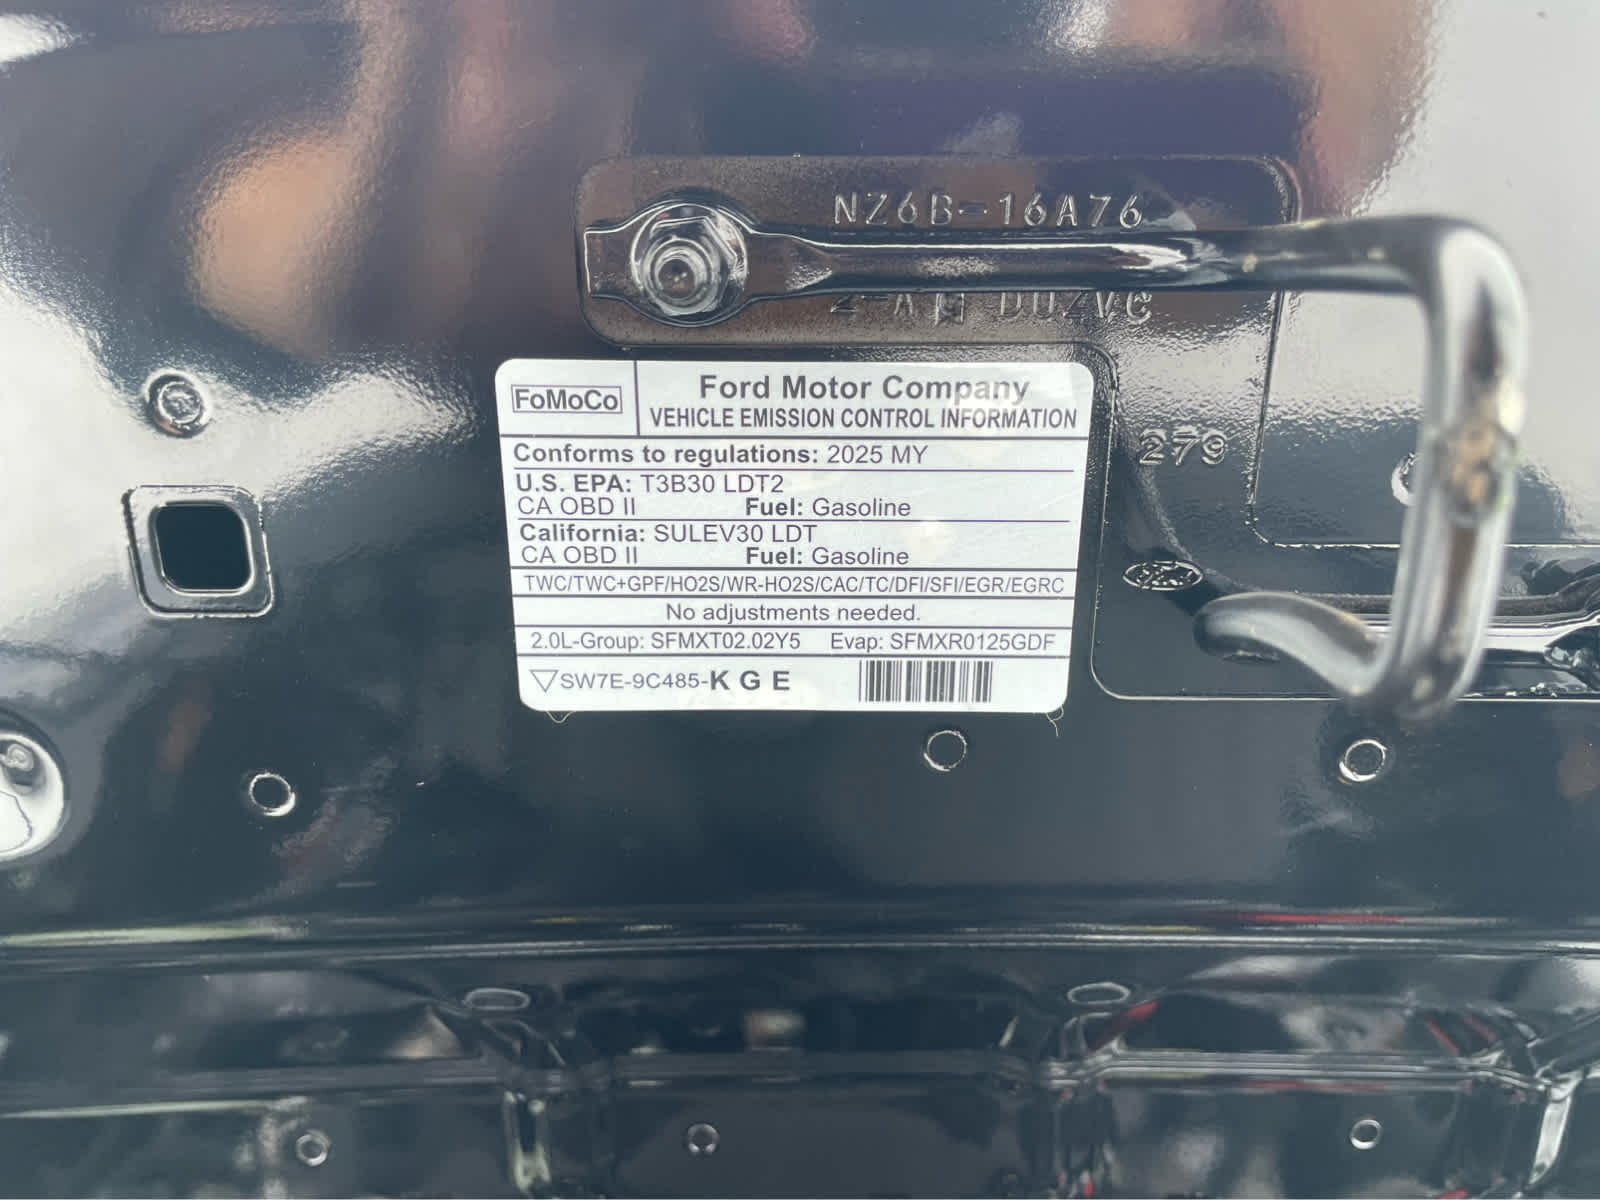 NZ6B-16A76
FoMoCo
Ford Motor Company
VEHICLE EMISSION CONTROL INFORMATION
Conforms to regulations: 2025 MY
U.S. EPA: T3B30 LDT2
CA OBD II Fuel: Gasoline
California: SULEV30 LDT
CA OBD II Fuel: Gasoline
TWC/TWC+GPF/HO2S/WR-HO2S/CAC/TC/DFI/SFI/EGR/EGRC
No adjustments needed.
2.0L-Group: SFMXT02.02Y5 Evap: SFMXR0125GDF
SW7E-9C485-K G E
279